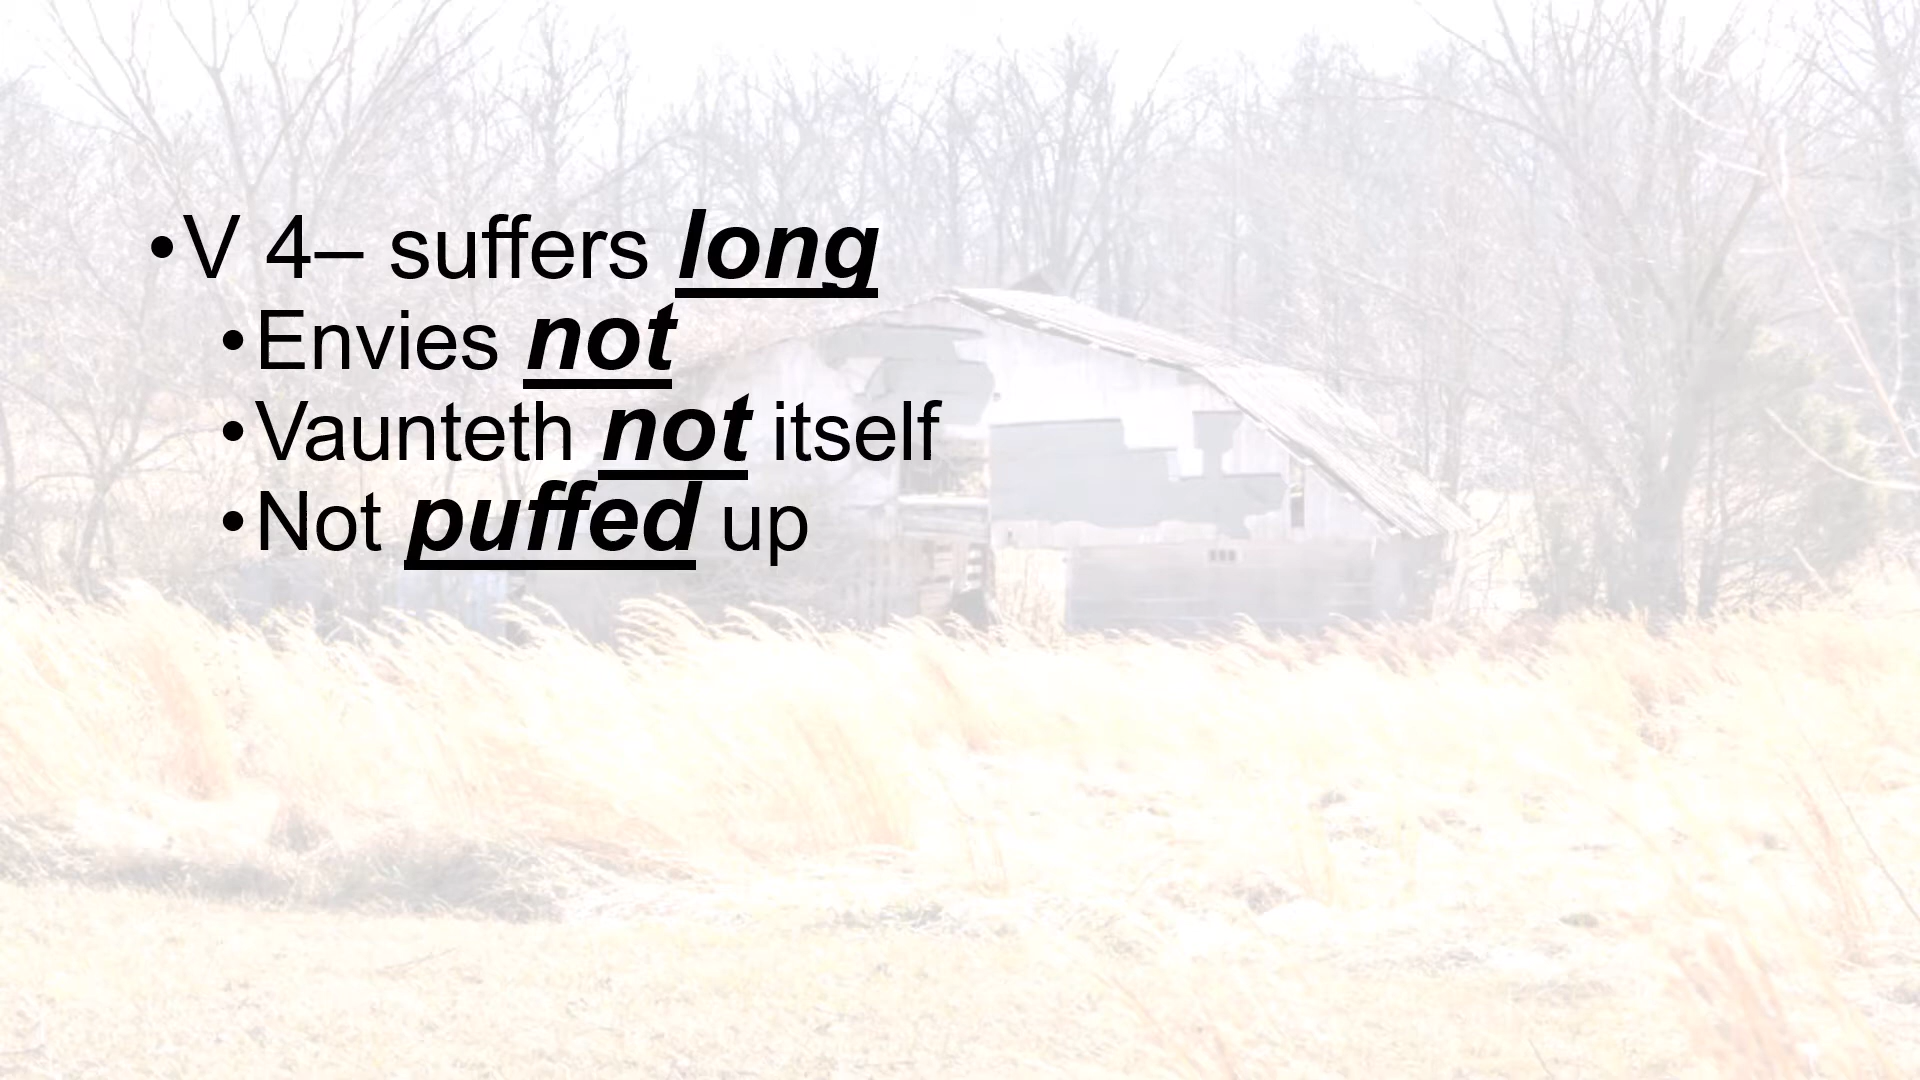 •V 4– suffers long
•Envies not
•Vaunteth not itself
•Not puffed up